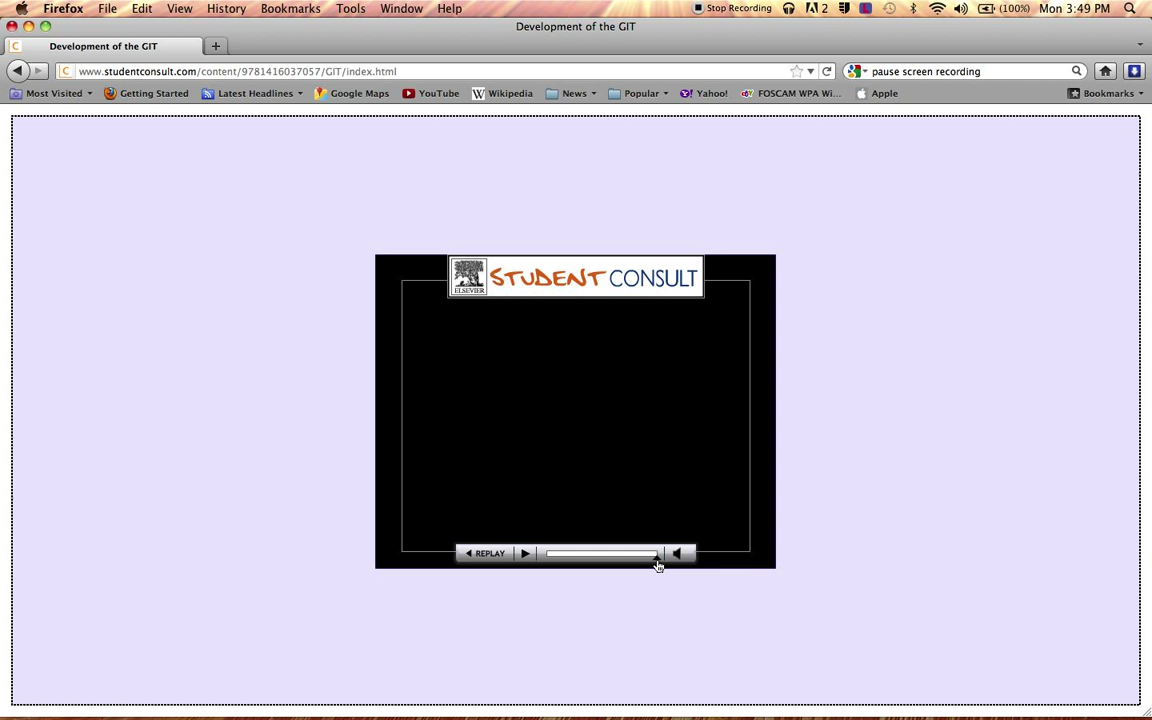 Firefox File Edit View History Bookmarks Tools Window Help Stop Recording 2 (100%) Mon 3:49 PM
Development of the GIT
Development of the GIT
www.studentconsult.com/content/9781416037057/GIT/index.html pause screen recording
Most Visited Getting Started Latest Headlines Google Maps YouTube Wikipedia News Popular Yahoo! FOSCAM WPA Wi... Apple Bookmarks
ELSEVIER STUDENT CONSULT
REPLAY